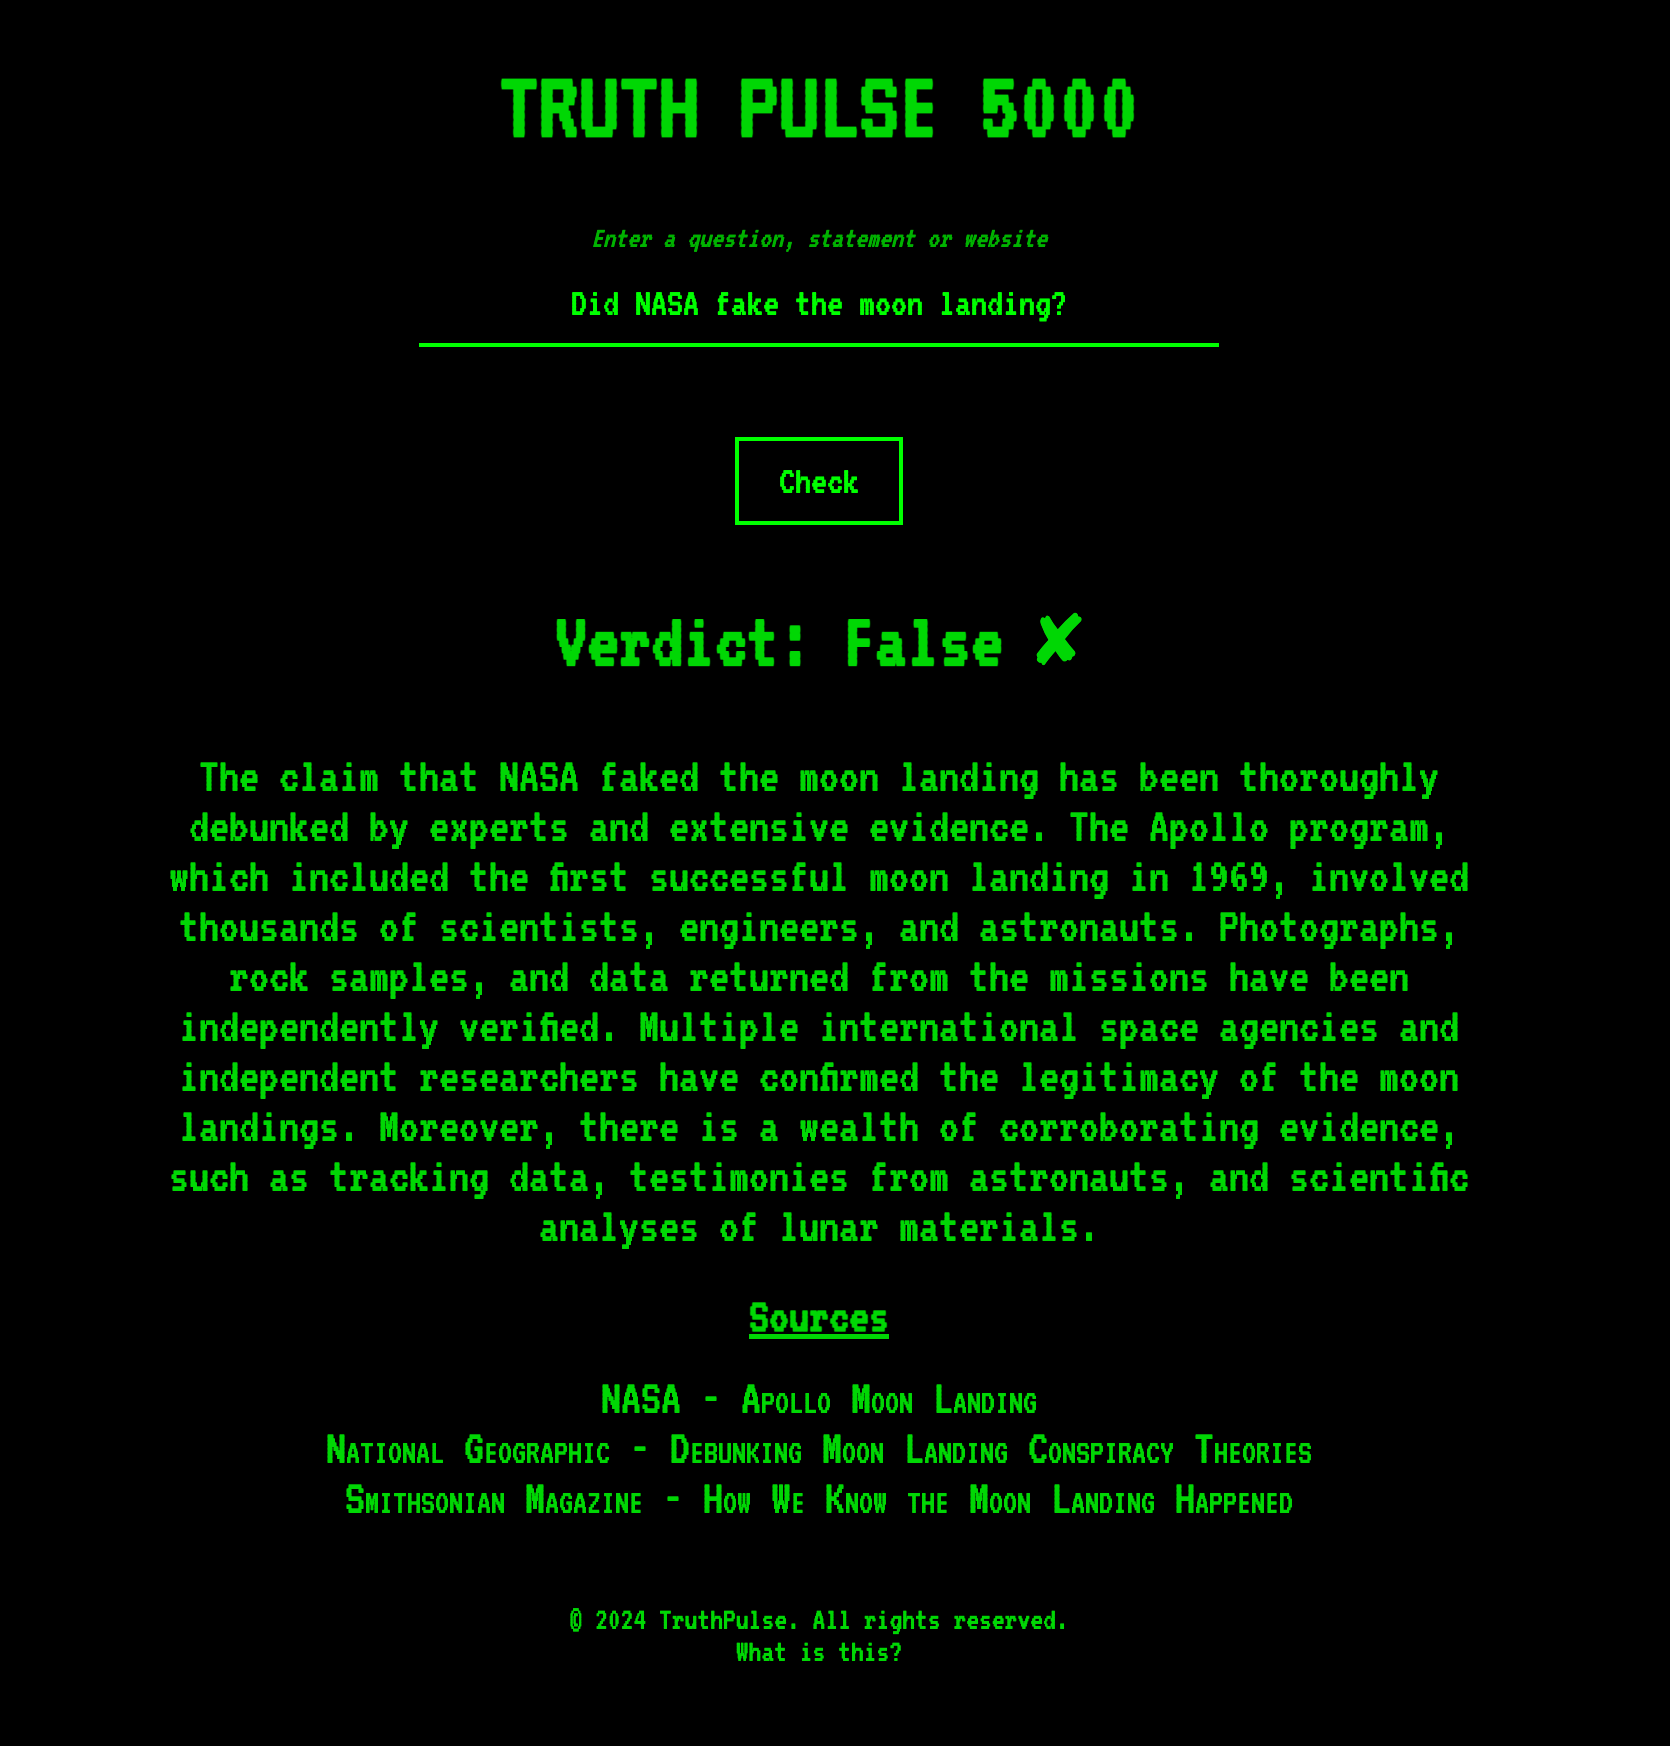 TRUTH PULSE 5000
Enter a question, statement or website
Did NASA fake the moon landing?
Check
Verdict: False ✘
The claim that NASA faked the moon landing has been thoroughly
debunked by experts and extensive evidence. The Apollo program,
which included the first successful moon landing in 1969, involved
thousands of scientists, engineers, and astronauts. Photographs,
rock samples, and data returned from the missions have been
independently verified. Multiple international space agencies and
independent researchers have confirmed the legitimacy of the moon
landings. Moreover, there is a wealth of corroborating evidence,
such as tracking data, testimonies from astronauts, and scientific
analyses of lunar materials.
Sources
NASA - Apollo Moon Landing
National Geographic - Debunking Moon Landing Conspiracy Theories
Smithsonian Magazine - How We Know the Moon Landing Happened
© 2024 TruthPulse. All rights reserved.
What is this?